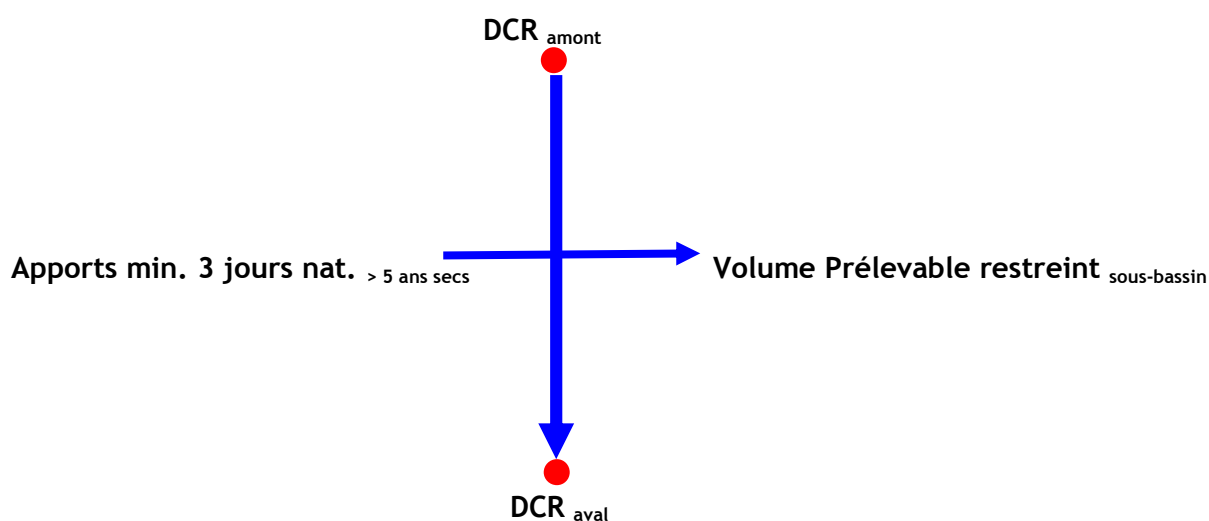 DCR amont
Apports min. 3 jours nat. > 5 ans secs
Volume Prélevable restreint sous-bassin
DCR aval